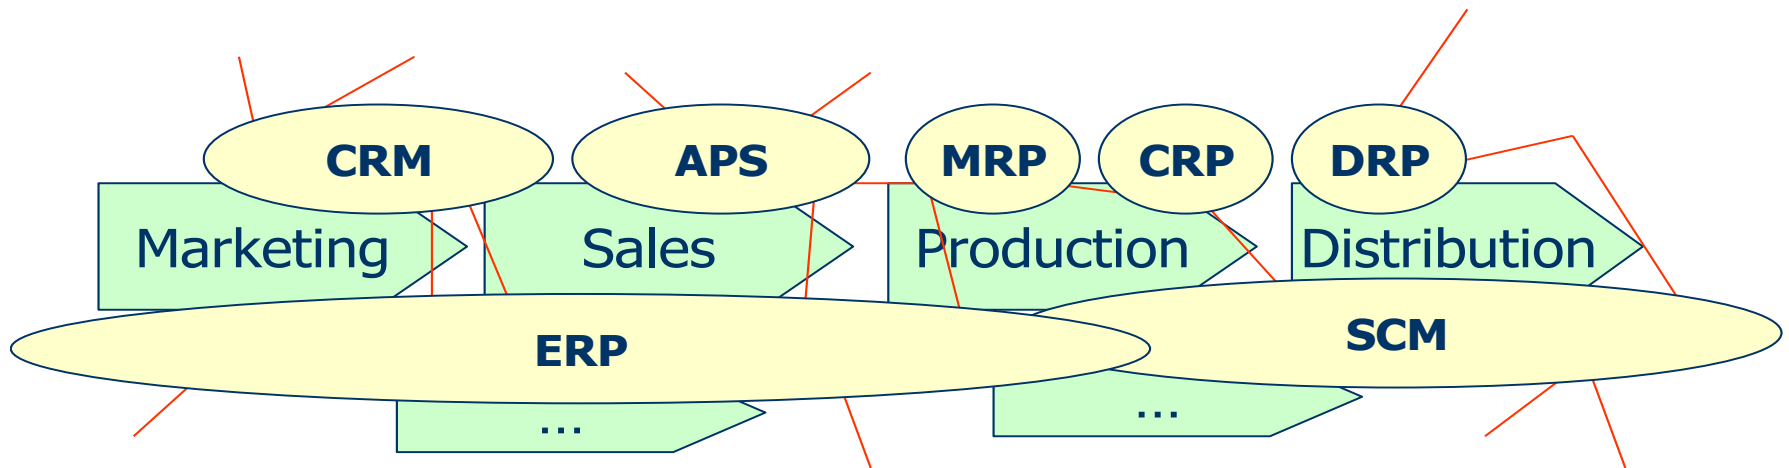 CRM
APS
MRP
CRP
DRP
Marketing
Sales
Production
Distribution
ERP
SCM
...
...